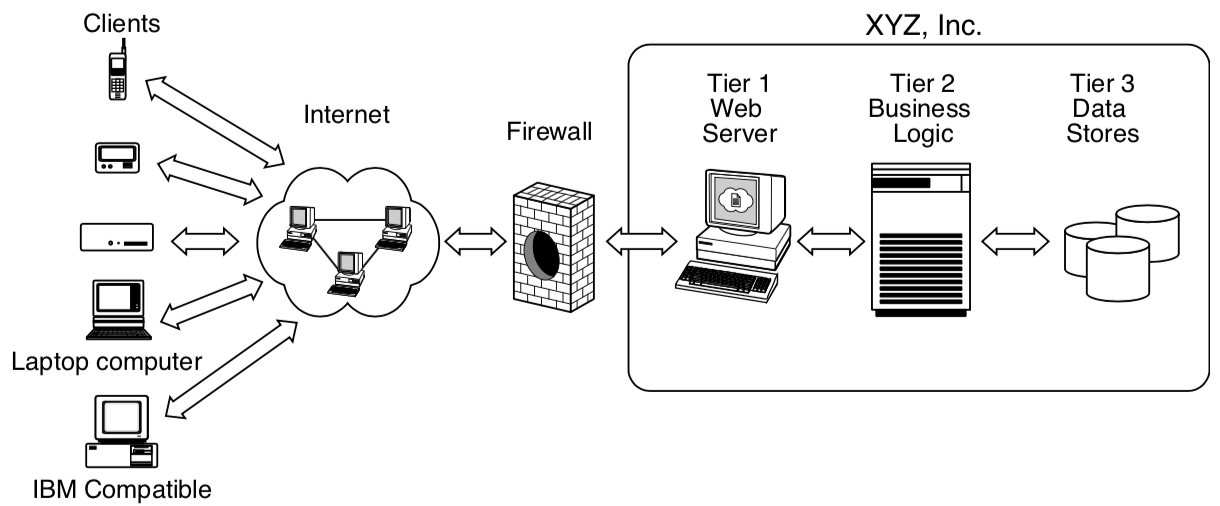 Clients
Internet
Firewall
XYZ, Inc.
Tier 1
Web
Server
Tier 2
Business
Logic
Tier 3
Data
Stores
Laptop computer
IBM Compatible